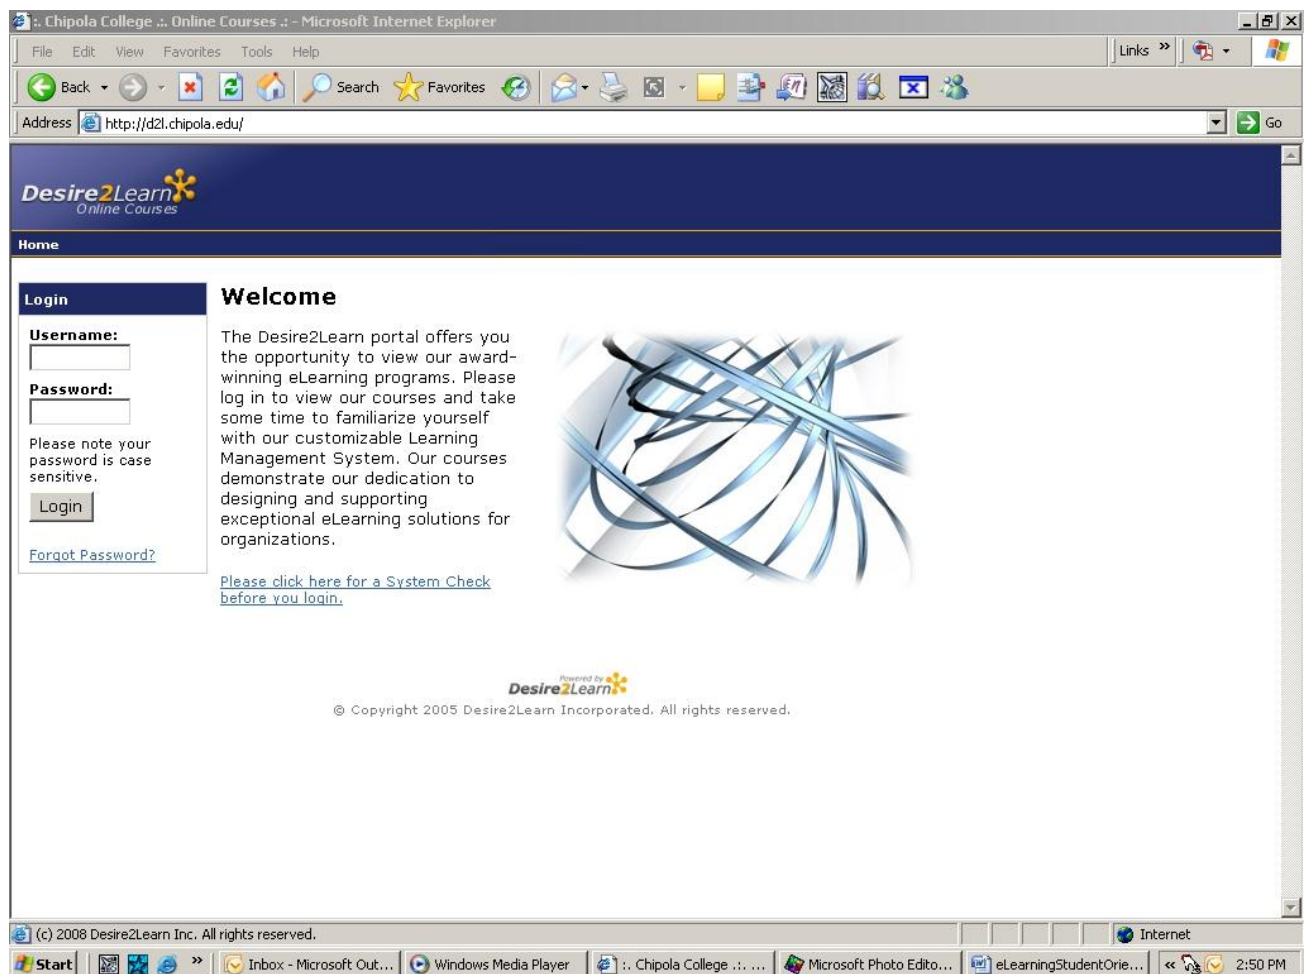 :. Chipola College .:. Online Courses .: - Microsoft Internet Explorer
File Edit View Favorites Tools Help
Links »
Back
Search
Favorites
Address http://d2l.chipola.edu/
Go
Desire2Learn
Online Courses
Home
Login
Username:
Password:
Please note your
password is case
sensitive.
Login
Forgot Password?
Welcome
The Desire2Learn portal offers you
the opportunity to view our award-
winning eLearning programs. Please
log in to view our courses and take
some time to familiarize yourself
with our customizable Learning
Management System. Our courses
demonstrate our dedication to
designing and supporting
exceptional eLearning solutions for
organizations.
Please click here for a System Check
before you login.
Powered by
Desire2Learn
© Copyright 2005 Desire2Learn Incorporated. All rights reserved.
(c) 2008 Desire2Learn Inc. All rights reserved.
Internet
Start » Inbox - Microsoft Out... Windows Media Player :. Chipola College .:. ... Microsoft Photo Edito... eLearningStudentOrie... « 2:50 PM